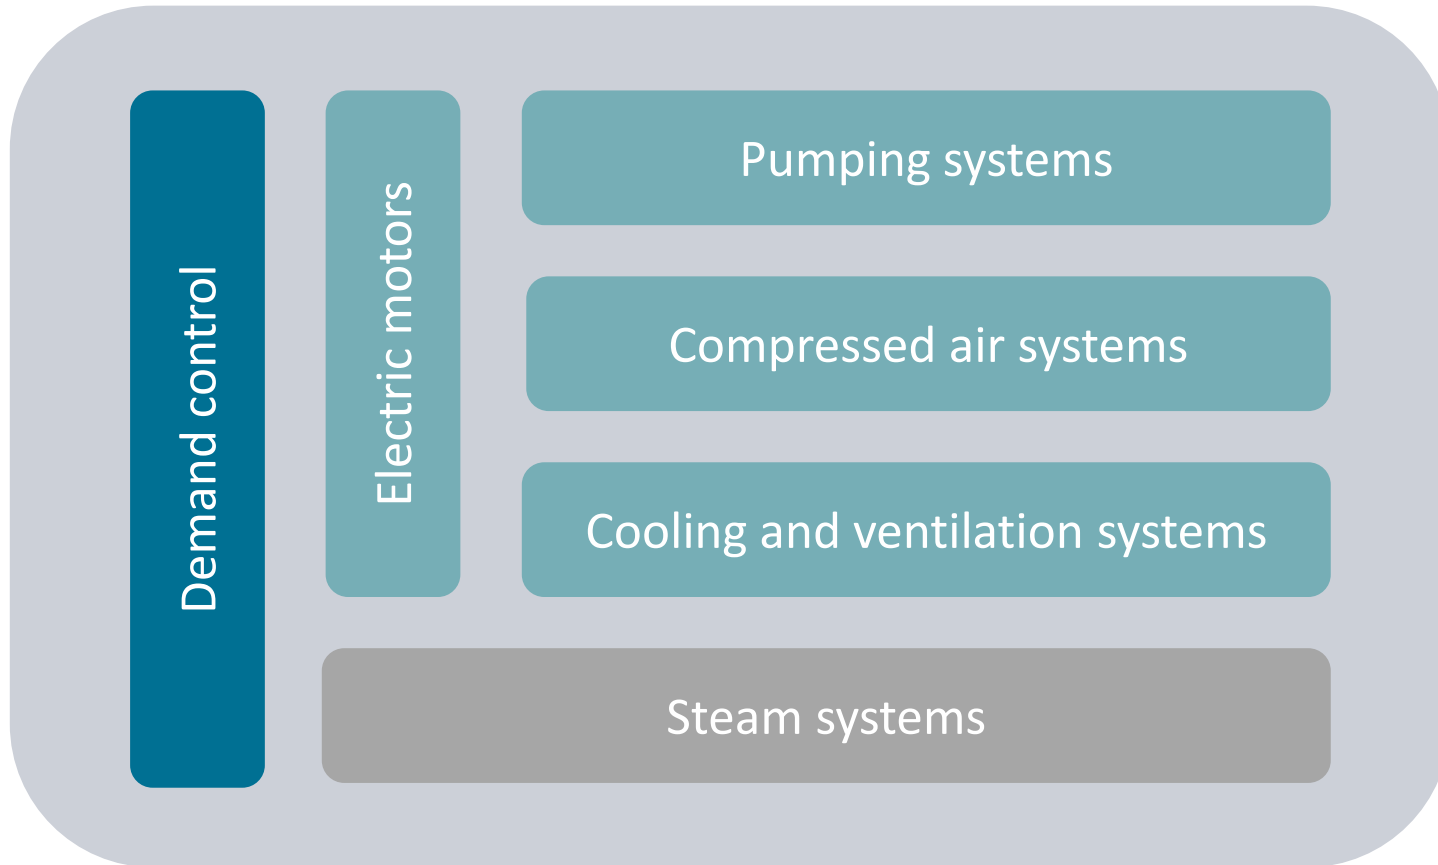 Demand control
Electric motors
Pumping systems
Compressed air systems
Cooling and ventilation systems
Steam systems